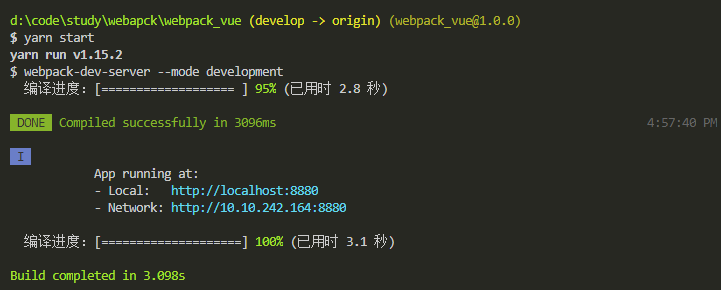 d:\code\study\webapck\webpack_vue (develop -> origin) (webpack_vue@1.0.0)
$ yarn start
yarn run v1.15.2
$ webpack-dev-server --mode development
编译进度: [=================== ] 95% (已用时 2.8 秒)
DONE Compiled successfully in 3096ms 4:57:40 PM
I
App running at:
- Local: http://localhost:8880
- Network: http://10.10.242.164:8880
编译进度: [====================] 100% (已用时 3.1 秒)
Build completed in 3.098s